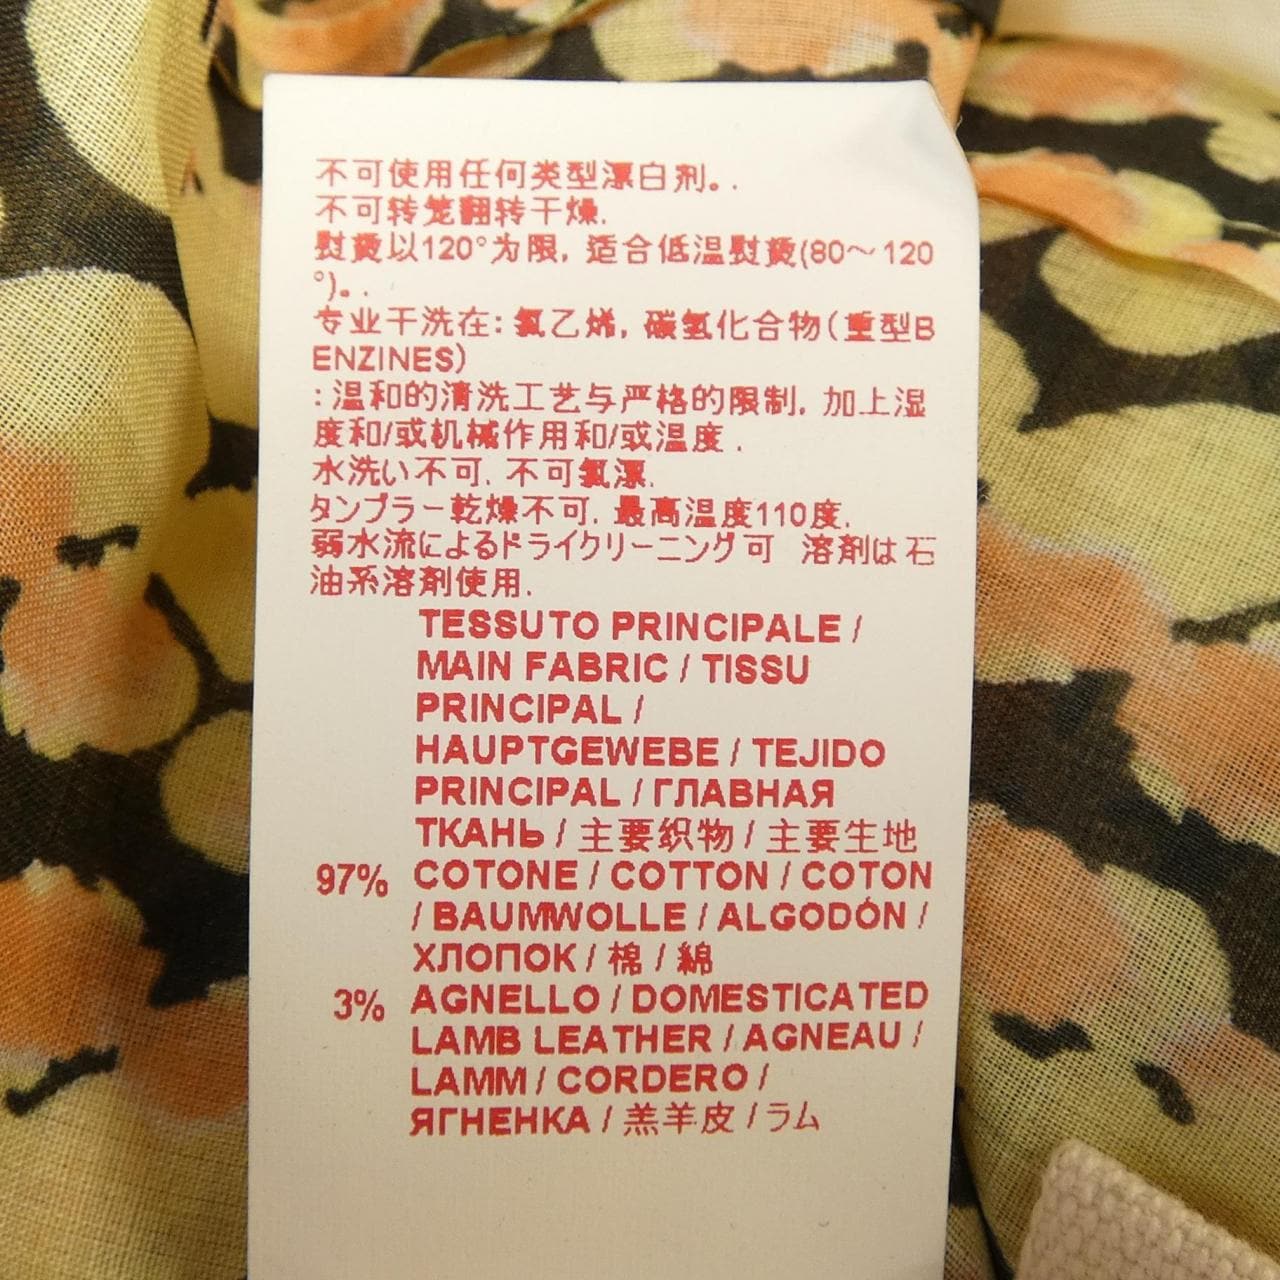 不可使用任何类型漂白剂。.
不可转笼翻转干燥.
熨烫以120°为限, 适合低温熨烫(80～120
°)。.
专业干洗在: 氯乙烯, 碳氢化合物(重型B
ENZINES)
: 温和的清洗工艺与严格的限制, 加上湿
度和/或机械作用和/或温度 .
水洗い不可. 不可氯漂.
タンブラー乾燥不可. 最高温度110度.
弱水流によるドライクリーニング可 溶剤は石
油系溶剤使用.
TESSUTO PRINCIPALE /
MAIN FABRIC / TISSU
PRINCIPAL /
HAUPTGEWEBE / TEJIDO
PRINCIPAL / ГЛАВНАЯ
ТКАНЬ / 主要织物 / 主要生地
97% COTONE / COTTON / COTON
/ BAUMWOLLE / ALGODÓN /
ХЛОПОК / 棉 / 綿
3% AGNELLO / DOMESTICATED
LAMB LEATHER / AGNEAU /
LAMM / CORDERO /
ЯГНЕНКА / 羔羊皮 / ラム